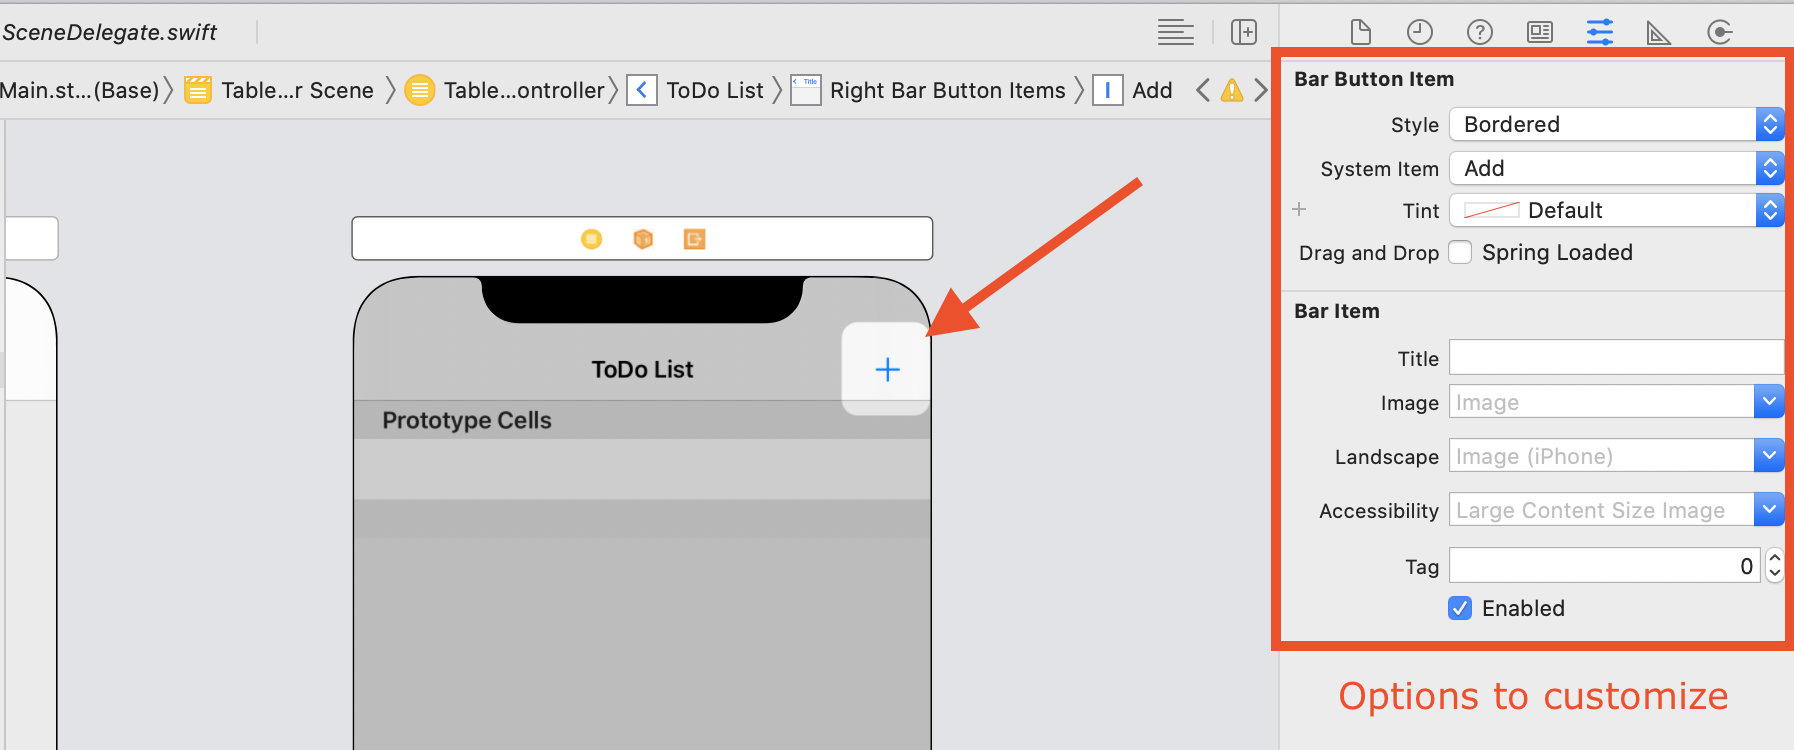 SceneDelegate.swift
Main.st...(Base) Table...r Scene Table...ontroller ToDo List Title Right Bar Button Items Add
Bar Button Item
Style Bordered
System Item Add
Tint Default
Drag and Drop Spring Loaded
Bar Item
Title
Image Image
Landscape Image (iPhone)
Accessibility Large Content Size Image
Tag 0
Enabled
Options to customize
ToDo List
Prototype Cells